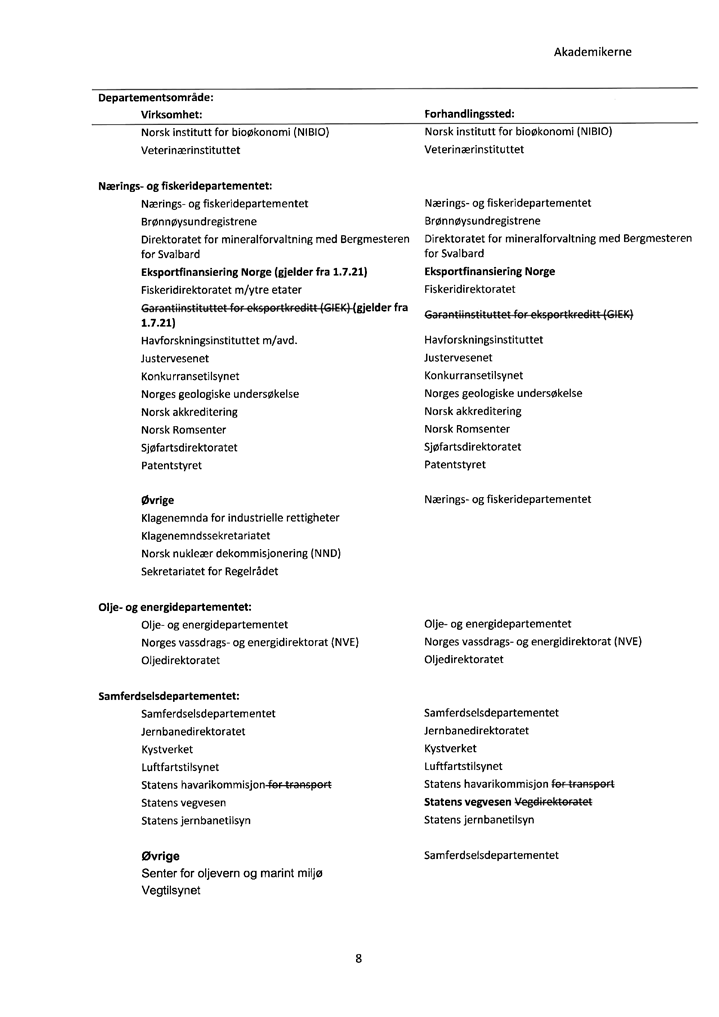 Akademikerne
Departementsområde:
Virksomhet: Forhandlingssted:
Norsk institutt for bioøkonomi (NIBIO) Norsk institutt for bioøkonomi (NIBIO)
Veterinærinstituttet Veterinærinstituttet
Nærings- og fiskeridepartementet:
Nærings- og fiskeridepartementet Nærings- og fiskeridepartementet
Brønnøysundregistrene Brønnøysundregistrene
Direktoratet for mineralforvaltning med Bergmesteren Direktoratet for mineralforvaltning med Bergmesteren
for Svalbard for Svalbard
Eksportfinansiering Norge (gjelder fra 1.7.21) Eksportfinansiering Norge
Fiskeridirektoratet m/ytre etater Fiskeridirektoratet
Garantiinstituttet for eksportkreditt (GIEK) (gjelder fra Garantiinstituttet for eksportkreditt (GIEK)
1.7.21)
Havforskningsinstituttet m/avd. Havforskningsinstituttet
Justervesenet Justervesenet
Konkurransetilsynet Konkurransetilsynet
Norges geologiske undersøkelse Norges geologiske undersøkelse
Norsk akkreditering Norsk akkreditering
Norsk Romsenter Norsk Romsenter
Sjøfartsdirektoratet Sjøfartsdirektoratet
Patentstyret Patentstyret
Øvrige Nærings- og fiskeridepartementet
Klagenemnda for industrielle rettigheter
Klagenemndssekretariatet
Norsk nukleær dekommisjonering (NND)
Sekretariatet for Regelrådet
Olje- og energidepartementet:
Olje- og energidepartementet Olje- og energidepartementet
Norges vassdrags- og energidirektorat (NVE) Norges vassdrags- og energidirektorat (NVE)
Oljedirektoratet Oljedirektoratet
Samferdselsdepartementet:
Samferdselsdepartementet Samferdselsdepartementet
Jernbanedirektoratet Jernbanedirektoratet
Kystverket Kystverket
Luftfartstilsynet Luftfartstilsynet
Statens havarikommisjon for transport Statens havarikommisjon for transport
Statens vegvesen Statens vegvesen Vegdirektoratet
Statens jernbanetilsyn Statens jernbanetilsyn
Øvrige Samferdselsdepartementet
Senter for oljevern og marint miljø
Vegtilsynet
8